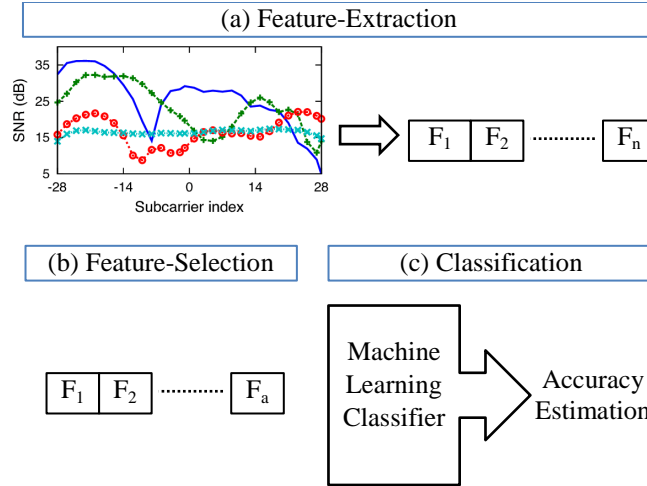 (a) Feature-Extraction
SNR (dB)
35
25
15
5
-28 -14 0 14 28
Subcarrier index
F1 F2 ............ Fn
(b) Feature-Selection
(c) Classification
F1 F2 ............ Fa
Machine
Learning
Classifier
Accuracy
Estimation